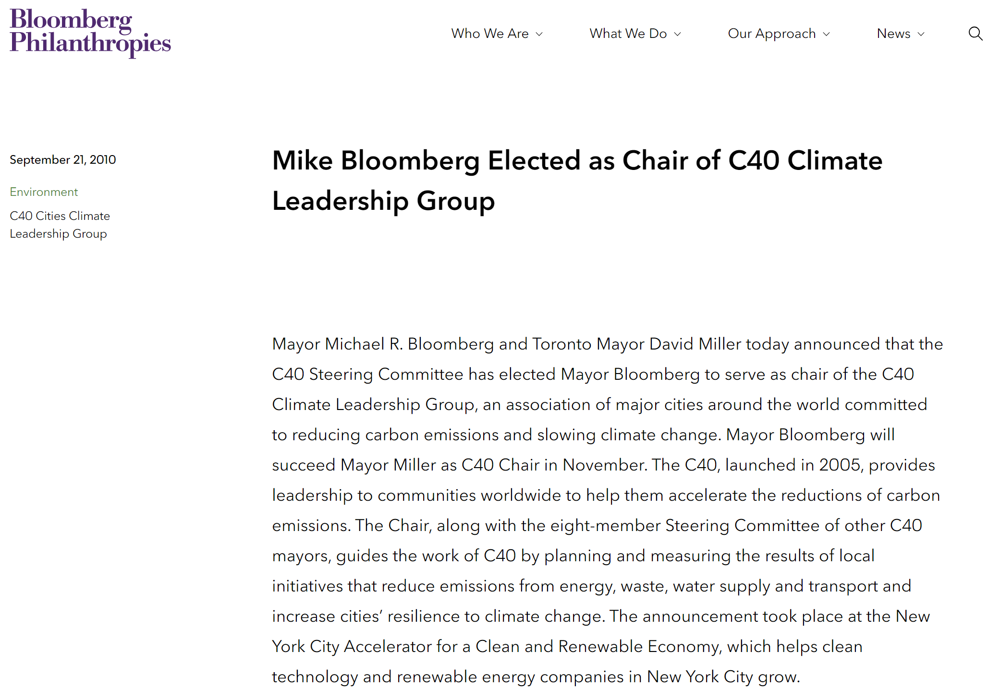 Bloomberg
Philanthropies
Who We Are
What We Do
Our Approach
News
September 21, 2010
Environment
C40 Cities Climate
Leadership Group
Mike Bloomberg Elected as Chair of C40 Climate
Leadership Group
Mayor Michael R. Bloomberg and Toronto Mayor David Miller today announced that the
C40 Steering Committee has elected Mayor Bloomberg to serve as chair of the C40
Climate Leadership Group, an association of major cities around the world committed
to reducing carbon emissions and slowing climate change. Mayor Bloomberg will
succeed Mayor Miller as C40 Chair in November. The C40, launched in 2005, provides
leadership to communities worldwide to help them accelerate the reductions of carbon
emissions. The Chair, along with the eight-member Steering Committee of other C40
mayors, guides the work of C40 by planning and measuring the results of local
initiatives that reduce emissions from energy, waste, water supply and transport and
increase cities’ resilience to climate change. The announcement took place at the New
York City Accelerator for a Clean and Renewable Economy, which helps clean
technology and renewable energy companies in New York City grow.